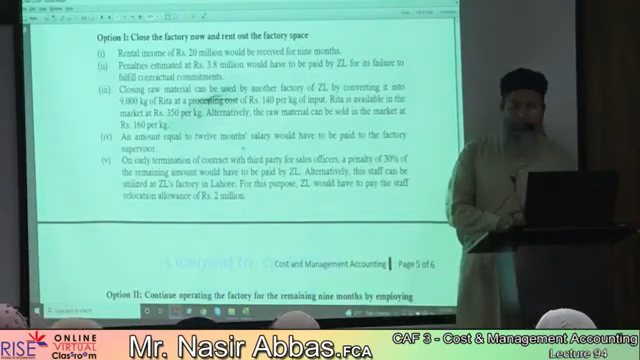 Option I: Close the factory now and rent out the factory space
(i) Rental income of Rs. 20 million would be received for nine months.
(ii) Penalties estimated at Rs. 3.8 million would have to be paid by ZL for its failure to
fulfill contractual commitments.
(iii) Closing raw material can be used by another factory of ZL by converting it into
9,000 kg of Rita at a processing cost of Rs. 140 per kg of input. Rita is available in the
market at Rs. 350 per kg. Alternatively, the raw material can be sold in the market at
Rs. 160 per kg.
(iv) An amount equal to twelve months' salary would have to be paid to the factory
supervisor.
(v) On early termination of contract with third party for sales officers, a penalty of 30% of
the remaining amount would have to be paid by ZL. Alternatively, this staff can be
utilized at ZL's factory in Lahore. For this purpose, ZL would have to pay the staff
relocation allowance of Rs. 2 million.
Licensed to:
Cost and Management Accounting | Page 5 of 6
Option II: Continue operating the factory for the remaining nine months by employing
RISE
ONLINE
VIRTUAL
Classroom
Mr. Nasir Abbas,FCA
CAF 3 - Cost & Management Accounting
Lecture 94